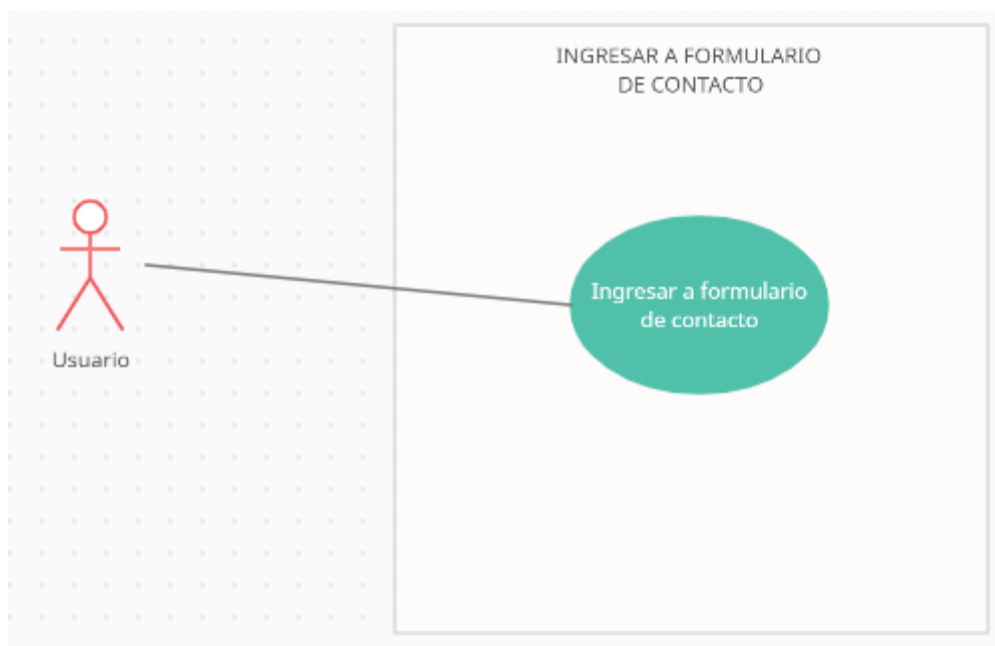 INGRESAR A FORMULARIO
DE CONTACTO
Ingresar a formulario
de contacto
Usuario